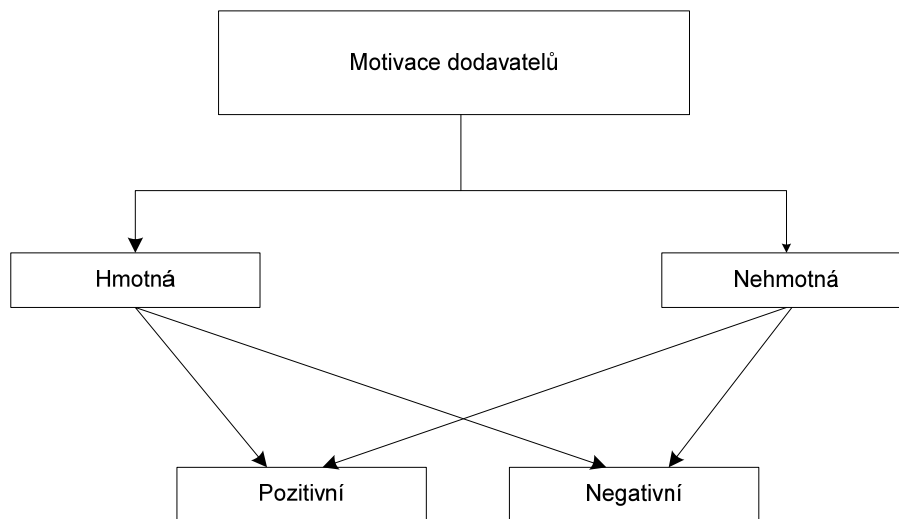 Motivace dodavatelů
Hmotná
Nehmotná
Pozitivní
Negativní